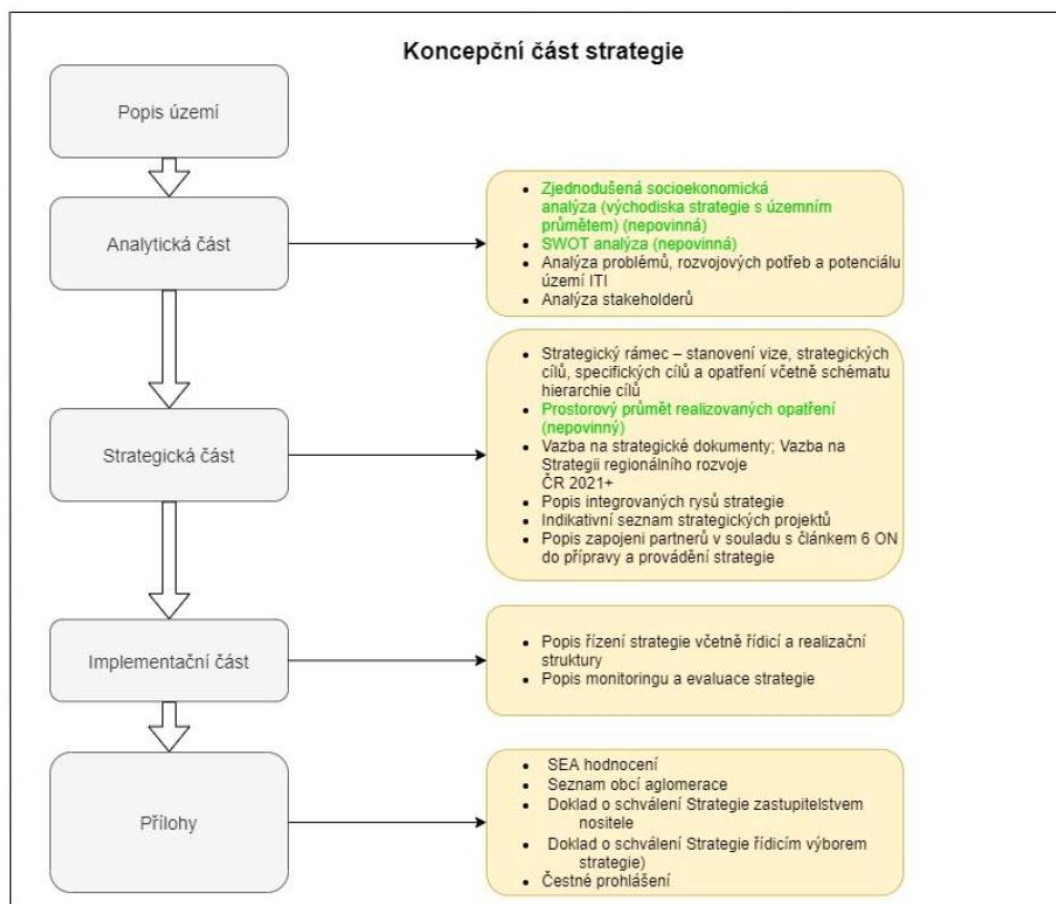 Koncepční část strategie
Popis území
Analytická část
• Zjednodušená socioekonomická
analýza (východiska strategie s územním
průmětem) (nepovinná)
• SWOT analýza (nepovinná)
• Analýza problémů, rozvojových potřeb a potenciálu
území ITI
• Analýza stakeholderů
Strategická část
• Strategický rámec – stanovení vize, strategických
cílů, specifických cílů a opatření včetně schématu
hierarchie cílů
• Prostorový průmět realizovaných opatření
(nepovinný)
• Vazba na strategické dokumenty; Vazba na
Strategii regionálního rozvoje
ČR 2021+
• Popis integrovaných rysů strategie
• Indikativní seznam strategických projektů
• Popis zapojeni partnerů v souladu s článkem 6 ON
do přípravy a provádění strategie
Implementační část
• Popis řízení strategie včetně řídicí a realizační
struktury
• Popis monitoringu a evaluace strategie
Přílohy
• SEA hodnocení
• Seznam obcí aglomerace
• Doklad o schválení Strategie zastupitelstvem
nositele
• Doklad o schválení Strategie řídicím výborem
strategie)
• Čestné prohlášení